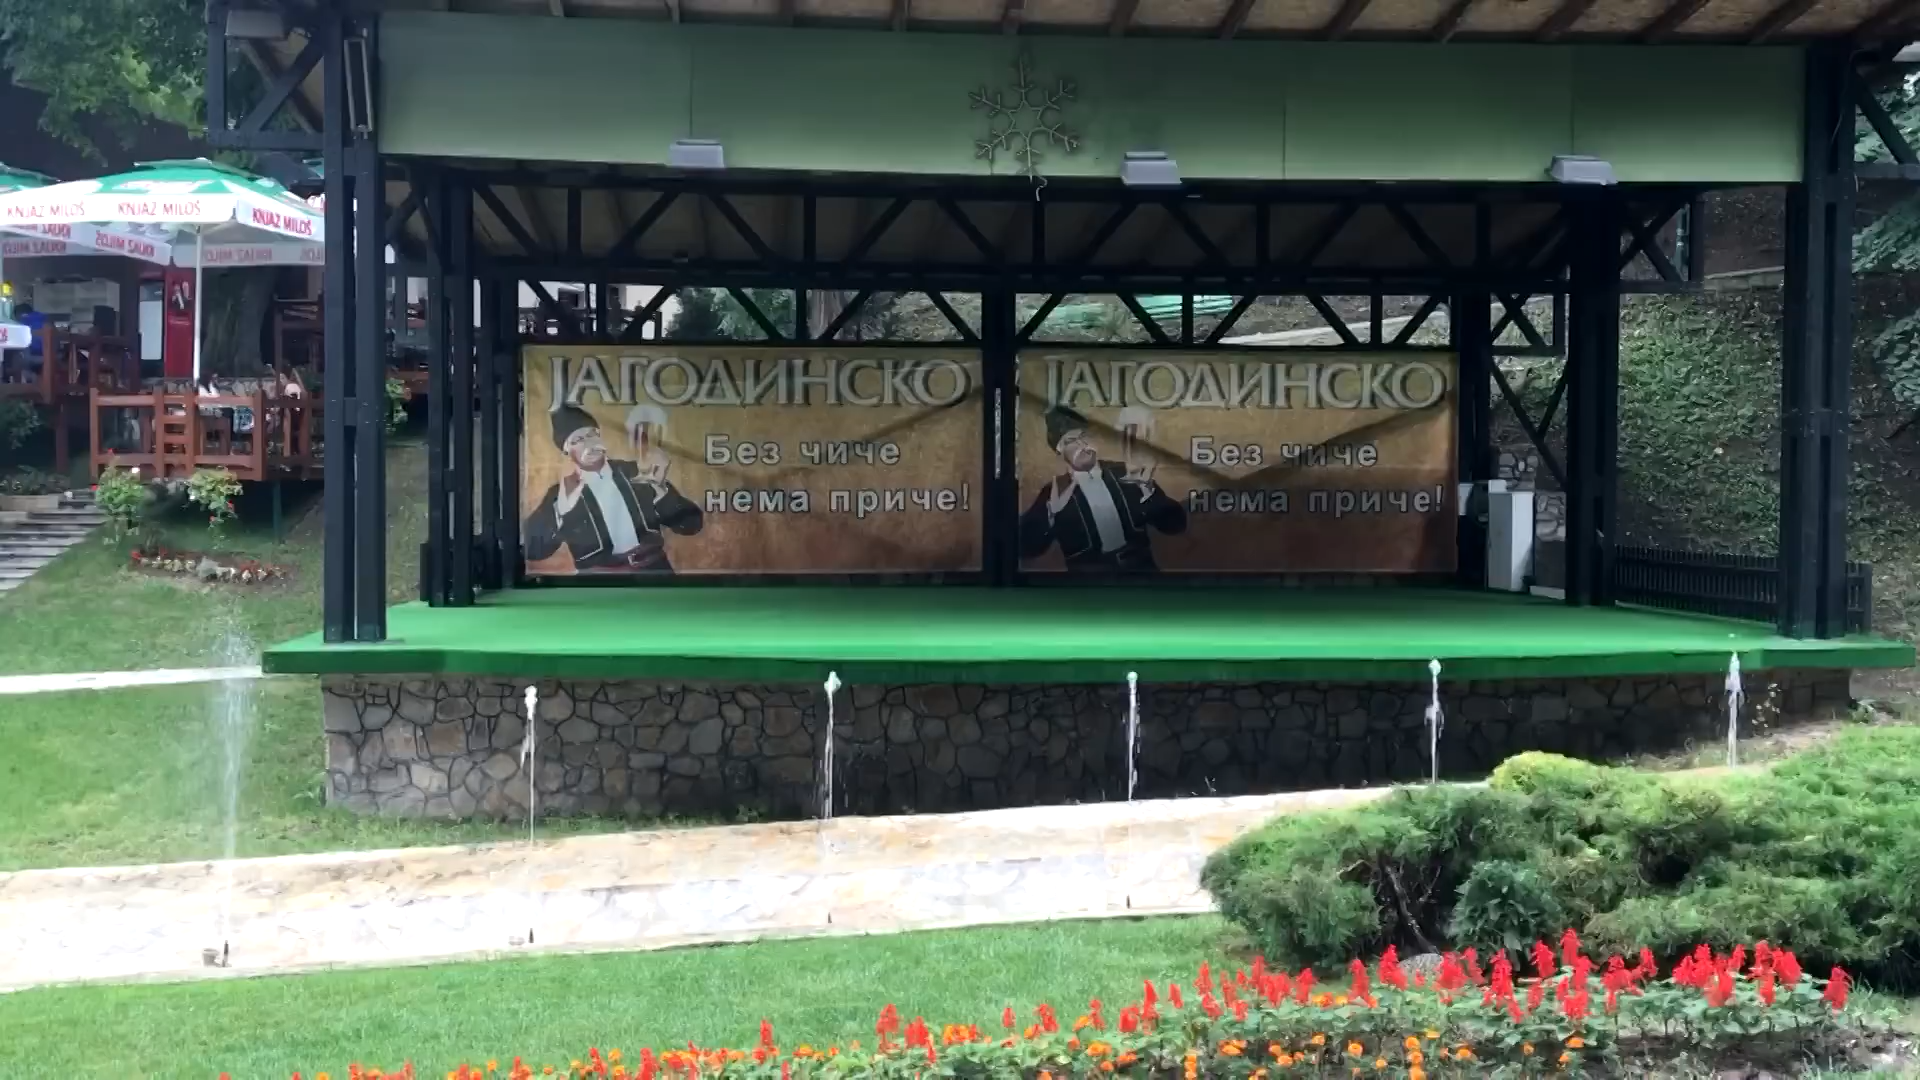 KNJAZ MILOŠ
KNJAZ MILOŠ
KNJAZ MILOŠ
ЈАГОДИНСКО
Без чиче
нема приче!
ЈАГОДИНСКО
Без чиче
нема приче!